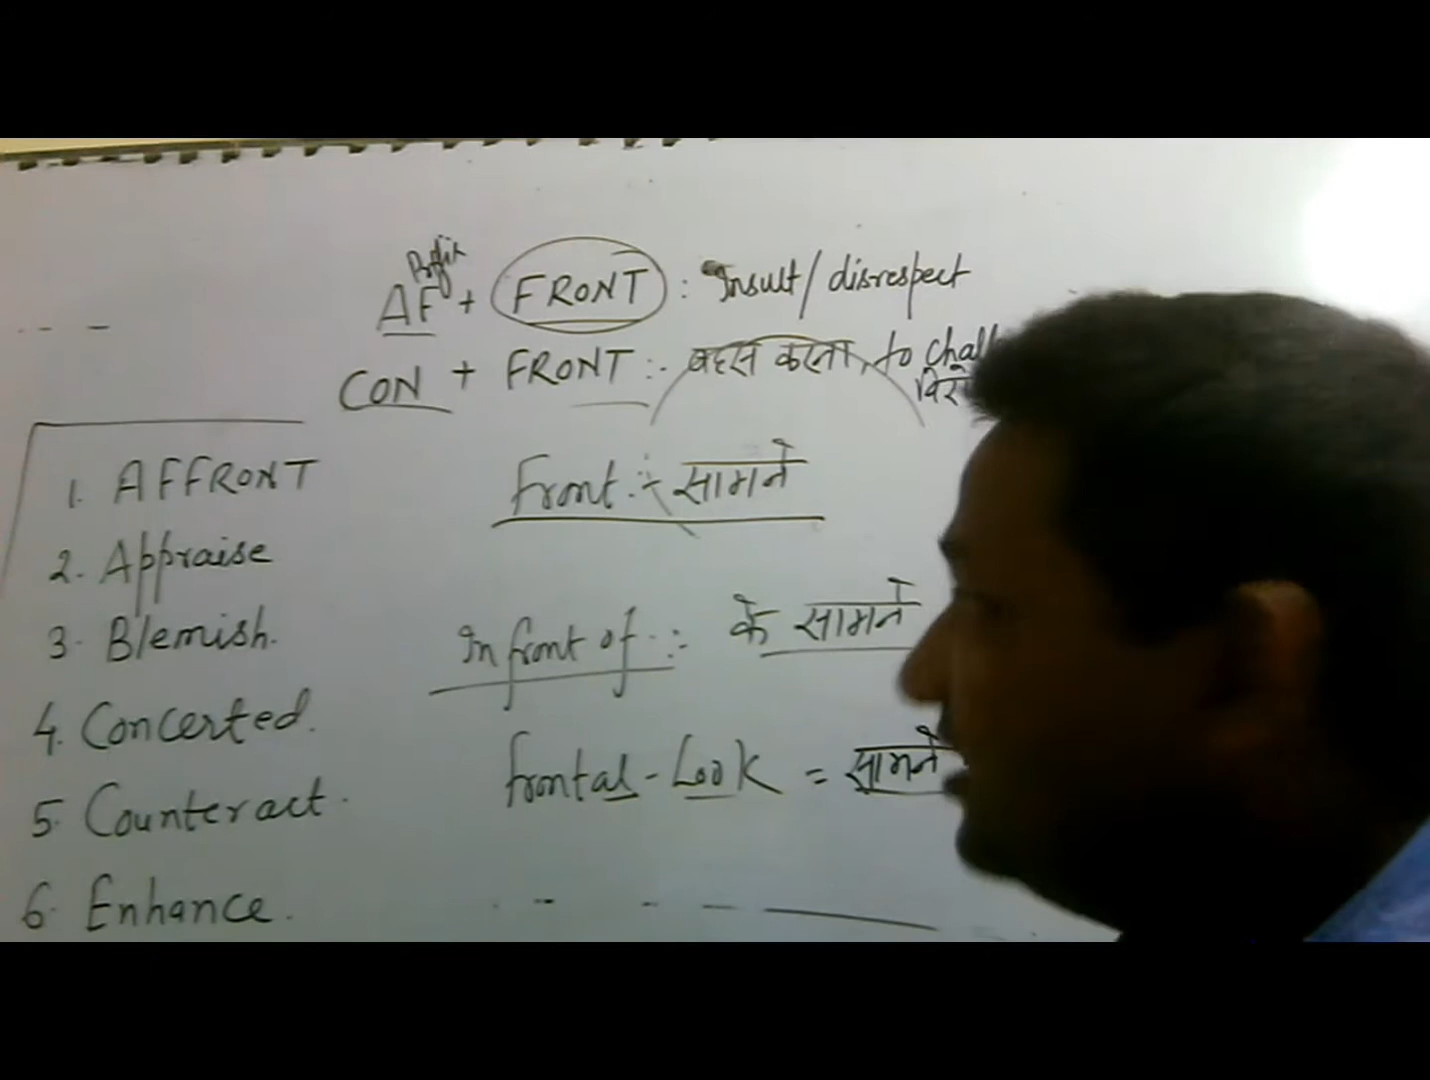 Prefix
AF + FRONT : Insult/disrespect
CON + FRONT :- बहस करना, to
Front :- सामने
In front of :- के सामने
frontal - Look = सामने
1. AFFRONT
2. Appraise
3. Blemish.
4. Concerted.
5. Counteract.
6. Enhance.